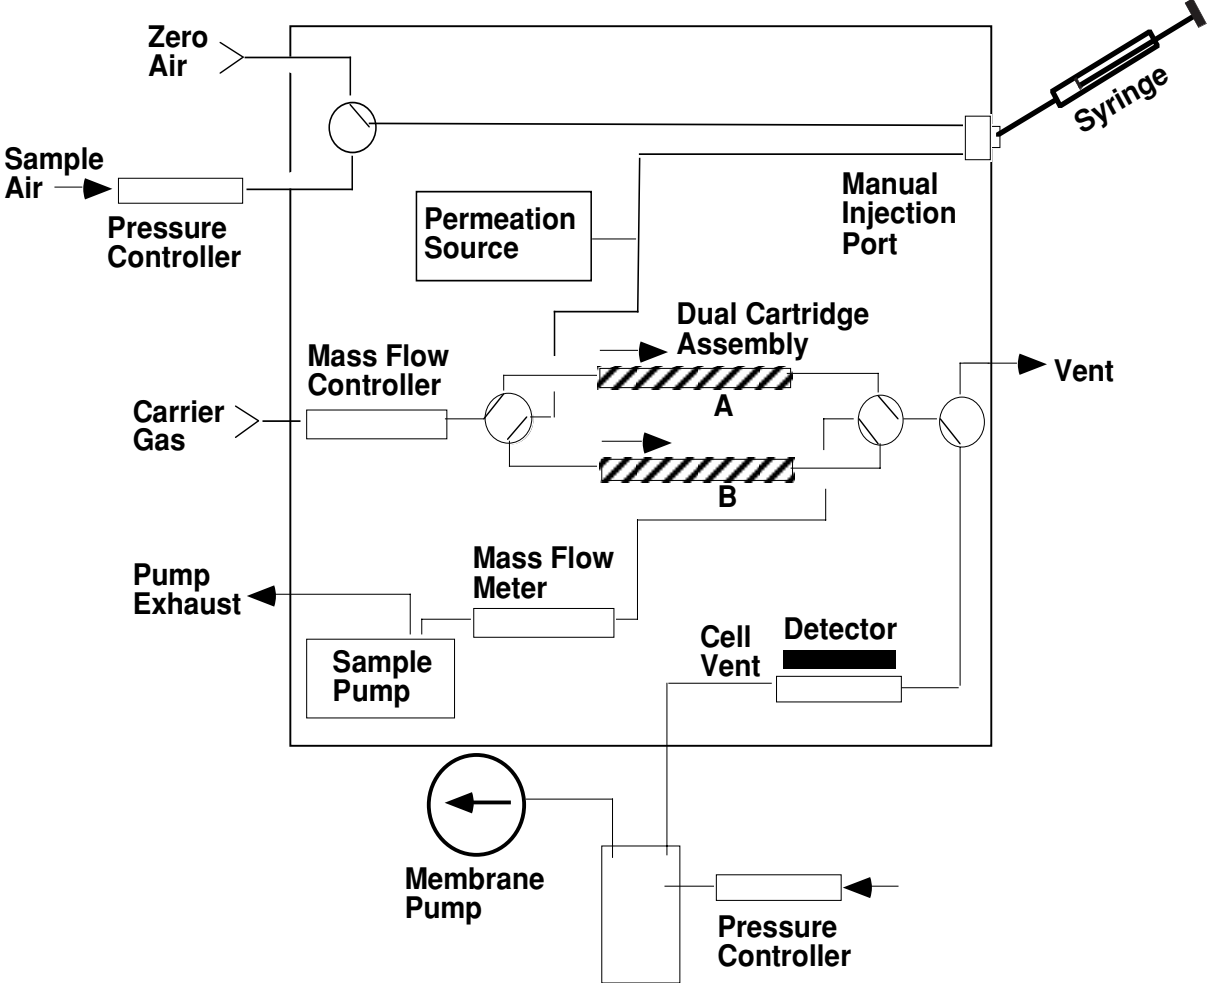 Zero
Air
Syringe
Sample
Air
Pressure
Controller
Manual
Injection
Port
Permeation
Source
Dual Cartridge
Assembly
Mass Flow
Controller
Vent
A
Carrier
Gas
B
Mass Flow
Meter
Pump
Exhaust
Cell
Vent
Detector
Sample
Pump
Membrane
Pump
Pressure
Controller